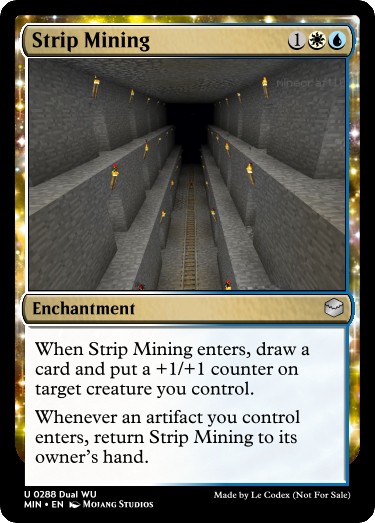 Strip Mining 1
minecraft
Enchantment
When Strip Mining enters, draw a
card and put a +1/+1 counter on
target creature you control.
Whenever an artifact you control
enters, return Strip Mining to its
owner's hand.
U 0288 Dual WU
MIN • EN Mojang Studios
Made by Le Codex (Not For Sale)